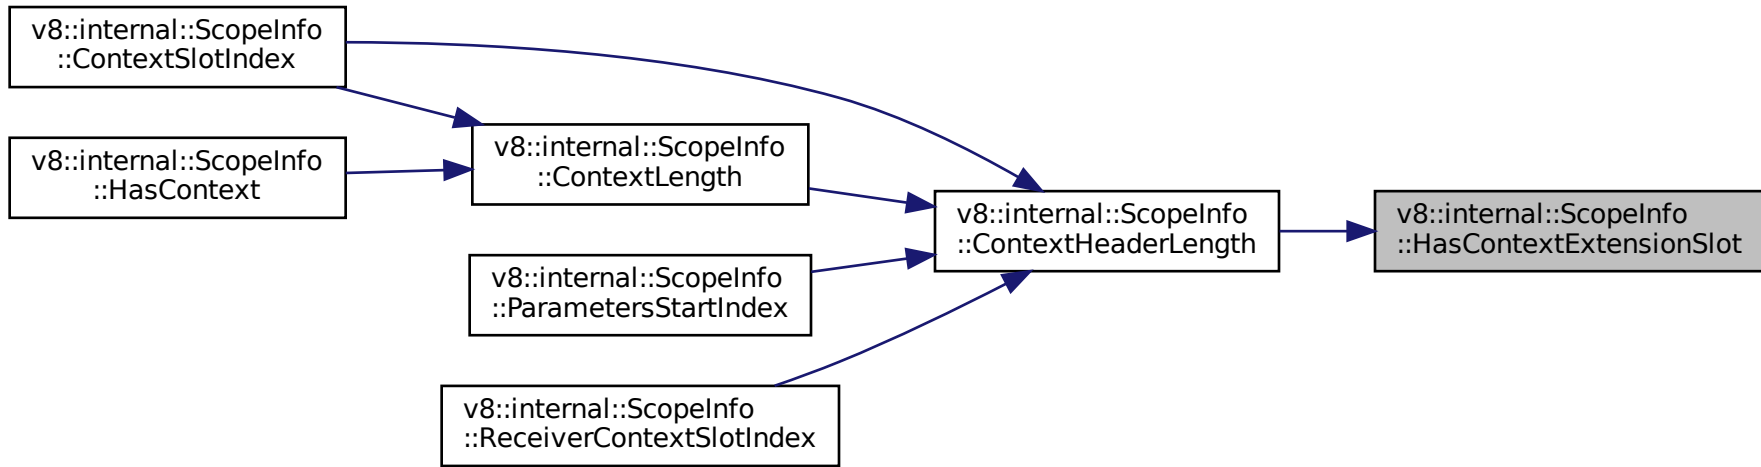 v8::internal::ScopeInfo
::ContextSlotIndex
v8::internal::ScopeInfo
::HasContext
v8::internal::ScopeInfo
::ContextLength
v8::internal::ScopeInfo
::ParametersStartIndex
v8::internal::ScopeInfo
::ReceiverContextSlotIndex
v8::internal::ScopeInfo
::ContextHeaderLength
v8::internal::ScopeInfo
::HasContextExtensionSlot